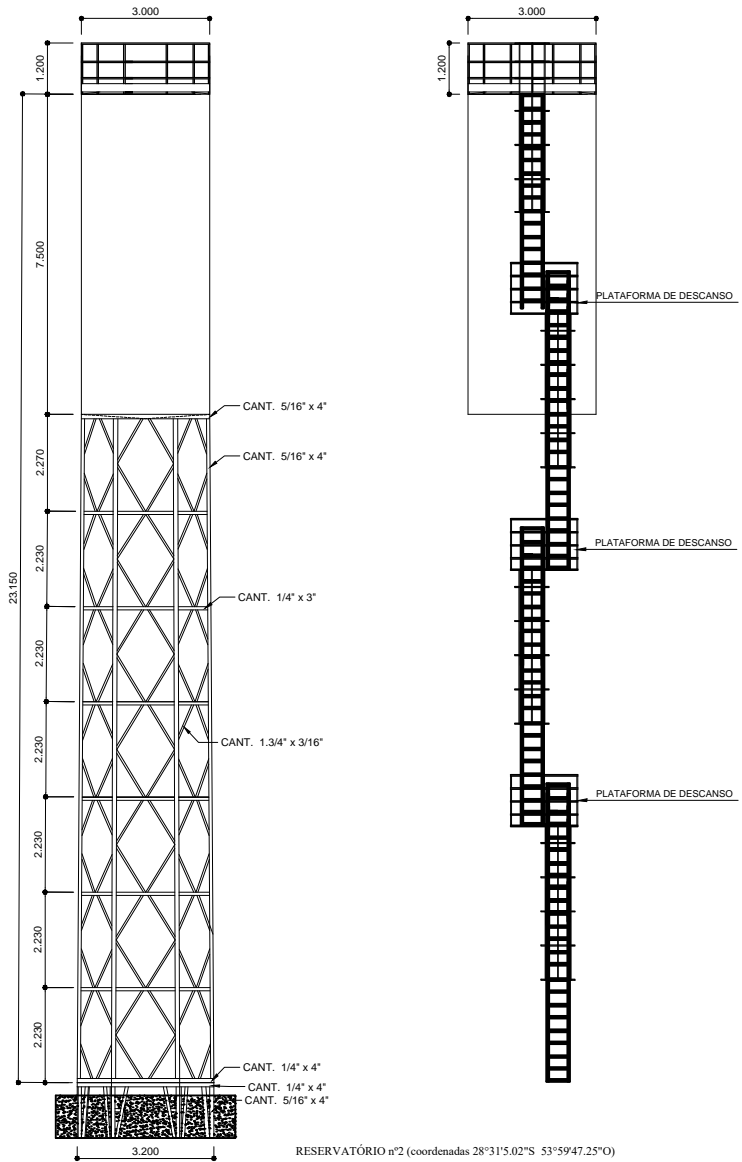 3.000
3.000
1.200
1.200
7.500
PLATAFORMA DE DESCANSO
CANT. 5/16" x 4"
CANT. 5/16" x 4"
2.270
2.230
PLATAFORMA DE DESCANSO
23.150
CANT. 1/4" x 3"
2.230
2.230
CANT. 1.3/4" x 3/16"
PLATAFORMA DE DESCANSO
2.230
2.230
2.230
CANT. 1/4" x 4"
CANT. 1/4" x 4"
CANT. 5/16" x 4"
3.200
RESERVATÓRIO nº2 (coordenadas 28°31'5.02"S 53°59'47.25"O)